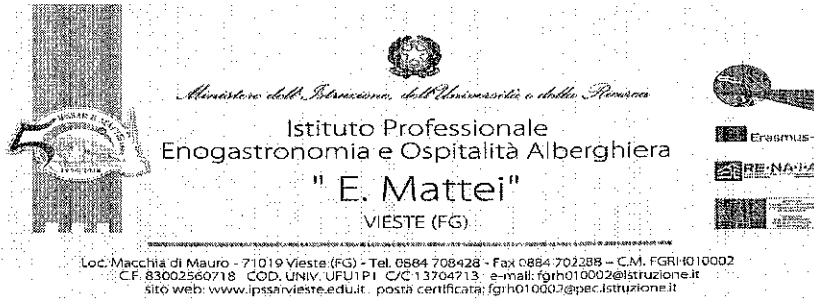 Ministero dell'Istruzione, dell'Università e della Ricerca
Istituto Professionale
Enogastronomia e Ospitalità Alberghiera
" E. Mattei"
VIESTE (FG)
Erasmus+
Loc. Macchia di Mauro - 71019 Vieste (FG) - Tel. 0884 708428 - Fax 0884 702288 – C.M. FGRH010002
C.F. 83002560718 COD. UNIV. UFU1P1 C/C 13704713 e-mail: fgrh010002@istruzione.it
sito web: www.ipssarvieste.edu.it posta certificata: fgrh010002@pec.istruzione.it